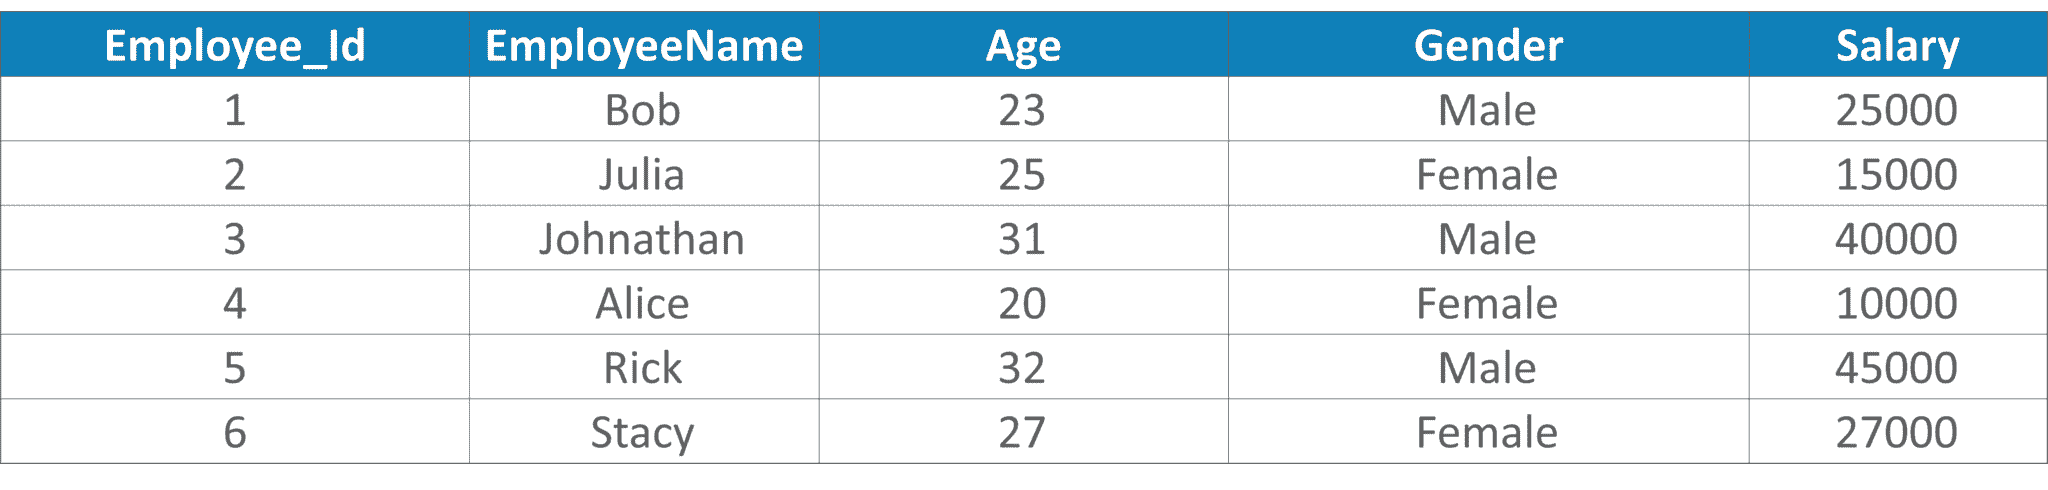 Employee_Id EmployeeName Age Gender Salary
1 Bob 23 Male 25000
2 Julia 25 Female 15000
3 Johnathan 31 Male 40000
4 Alice 20 Female 10000
5 Rick 32 Male 45000
6 Stacy 27 Female 27000